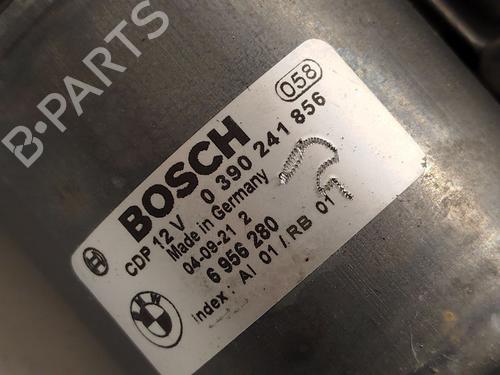 B-PARTS
058
BOSCH
0 390 241 856
CDP 12 V
Made in Germany
04-09-21 2
6 956 280
Index: AI 01 / RB 01
BMW